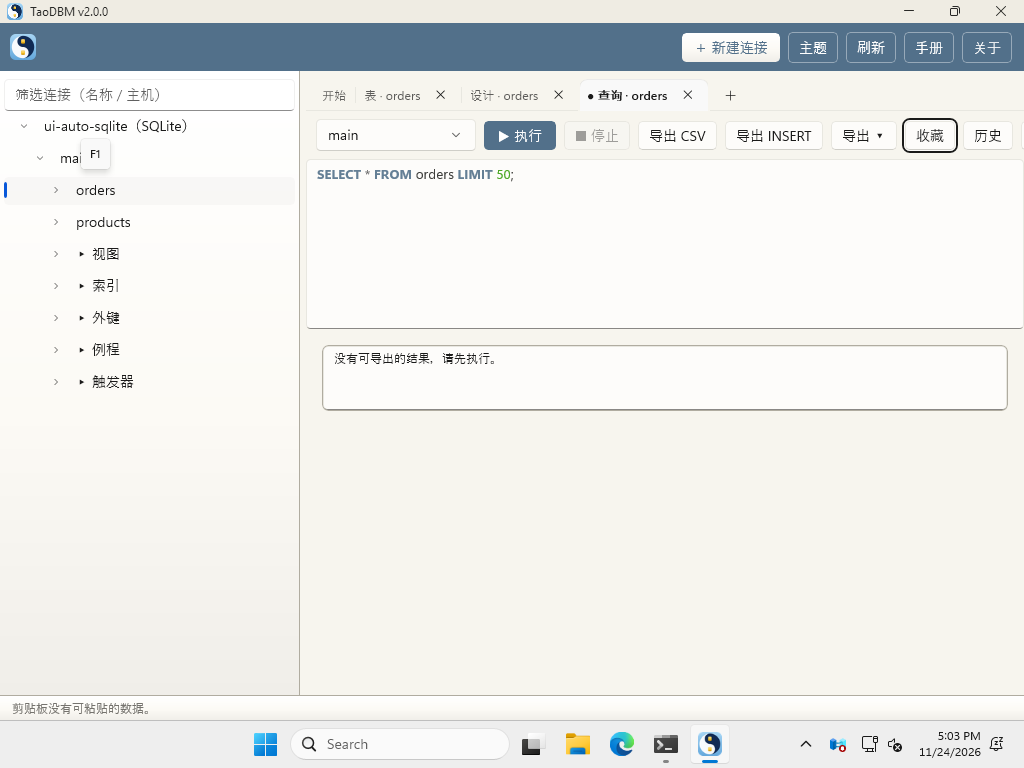 TaoDBM v2.0.0
+ 新建连接 主题 刷新 手册 关于
筛选连接（名称 / 主机）
开始 表 · orders 设计 · orders ● 查询 · orders
main 执行 停止 导出 CSV 导出 INSERT 导出 ▾ 收藏 历史
ui-auto-sqlite（SQLite）
F1
orders
products
▸ 视图
▸ 索引
▸ 外键
▸ 例程
▸ 触发器
SELECT * FROM orders LIMIT 50;
没有可导出的结果，请先执行。
剪贴板没有可粘贴的数据。
Search
5:03 PM
11/24/2026